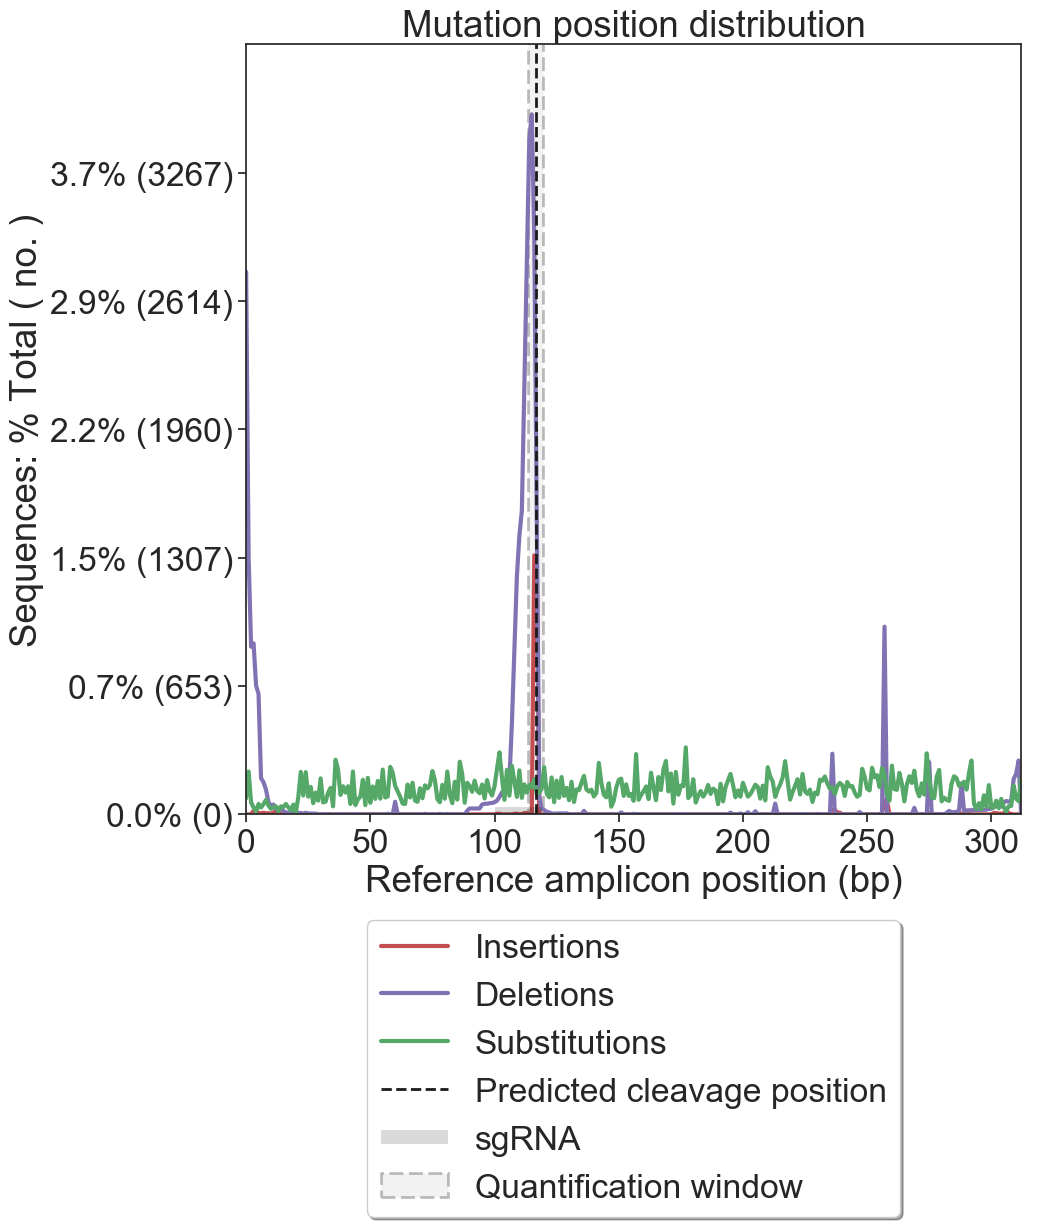 Mutation position distribution
Sequences: % Total ( no. )
3.7% (3267)
2.9% (2614)
2.2% (1960)
1.5% (1307)
0.7% (653)
0.0% (0)
0 50 100 150 200 250 300
Reference amplicon position (bp)
Insertions
Deletions
Substitutions
Predicted cleavage position
sgRNA
Quantification window